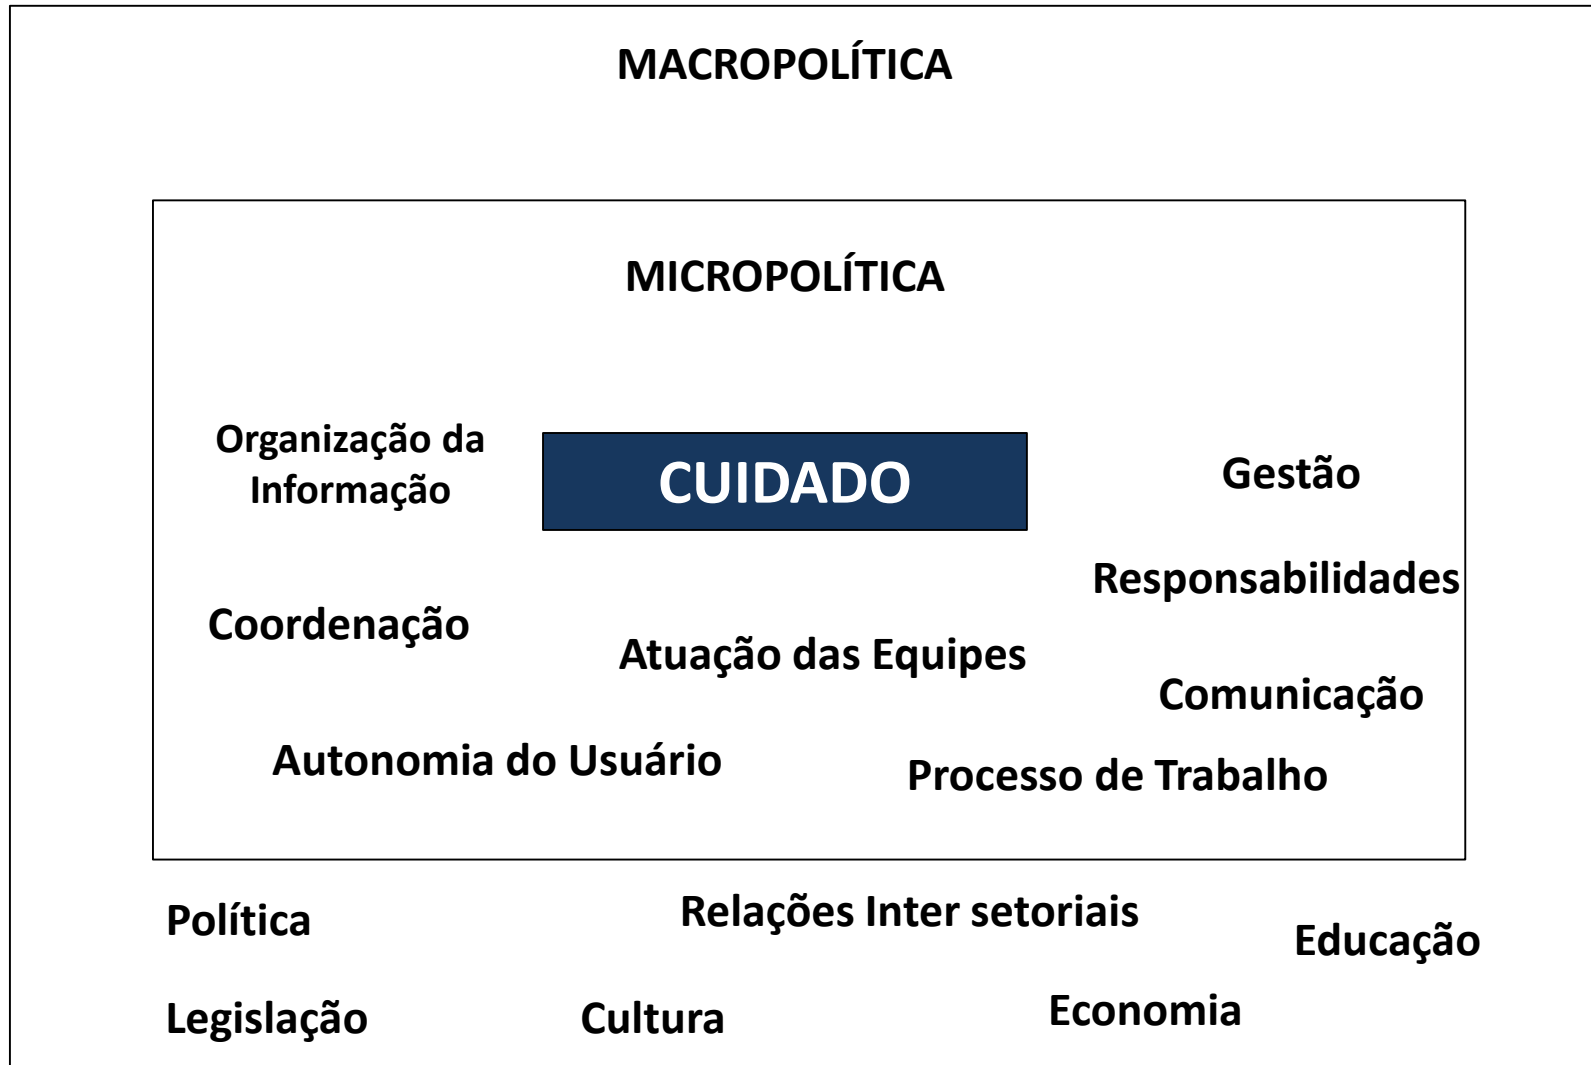 MACROPOLÍTICA
MICROPOLÍTICA
Organização da
Informação
CUIDADO
Gestão
Responsabilidades
Coordenação
Atuação das Equipes
Comunicação
Autonomia do Usuário
Processo de Trabalho
Política
Relações Inter setoriais
Educação
Legislação
Cultura
Economia